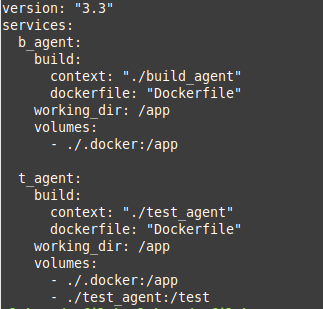 version: "3.3"
services:
  b_agent:
    build:
      context: "./build_agent"
      dockerfile: "Dockerfile"
    working_dir: /app
    volumes:
      - ./.docker:/app

  t_agent:
    build:
      context: "./test_agent"
      dockerfile: "Dockerfile"
    working_dir: /app
    volumes:
      - ./.docker:/app
      - ./test_agent:/test